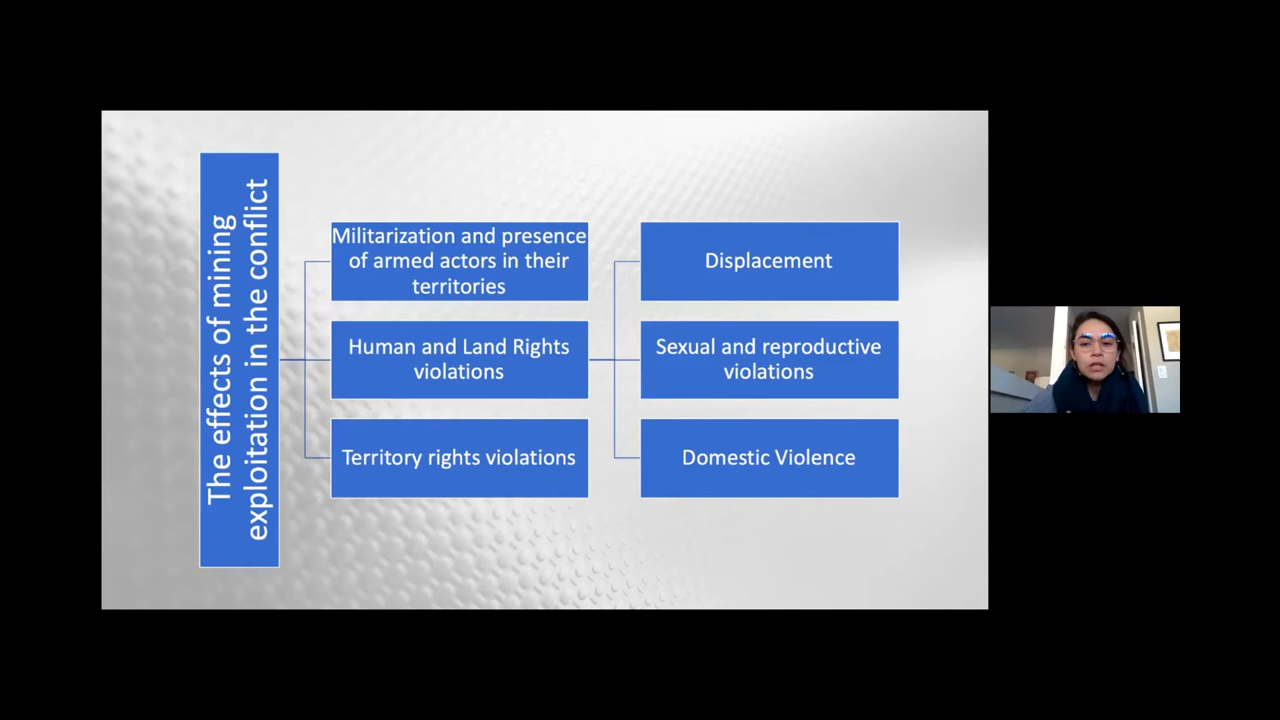 The effects of mining
exploitation in the conflict
Militarization and presence
of armed actors in their
territories
Human and Land Rights
violations
Territory rights violations
Displacement
Sexual and reproductive
violations
Domestic Violence